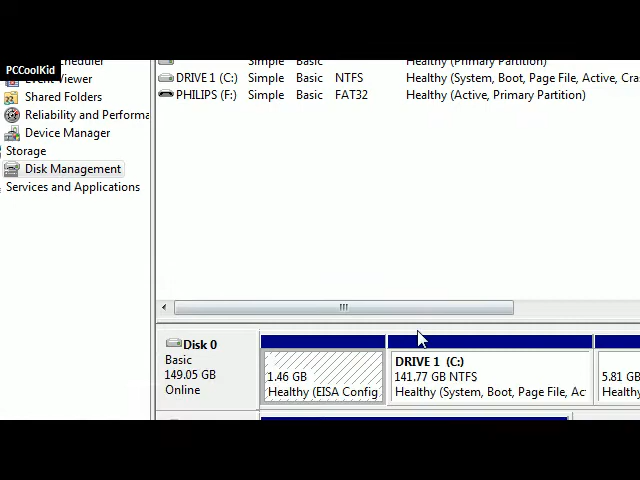 Scheduler
Simple Basic Healthy (Primary Partition)
PCCoolKid
Event Viewer
DRIVE 1 (C:) Simple Basic NTFS Healthy (System, Boot, Page File, Active, Cras
Shared Folders
PHILIPS (F:) Simple Basic FAT32 Healthy (Active, Primary Partition)
Reliability and Performa
Device Manager
Storage
Disk Management
Services and Applications
Disk 0
Basic
149.05 GB
Online
1.46 GB
Healthy (EISA Config
DRIVE 1 (C:)
141.77 GB NTFS
Healthy (System, Boot, Page File, Ac
5.81 GB
Healthy